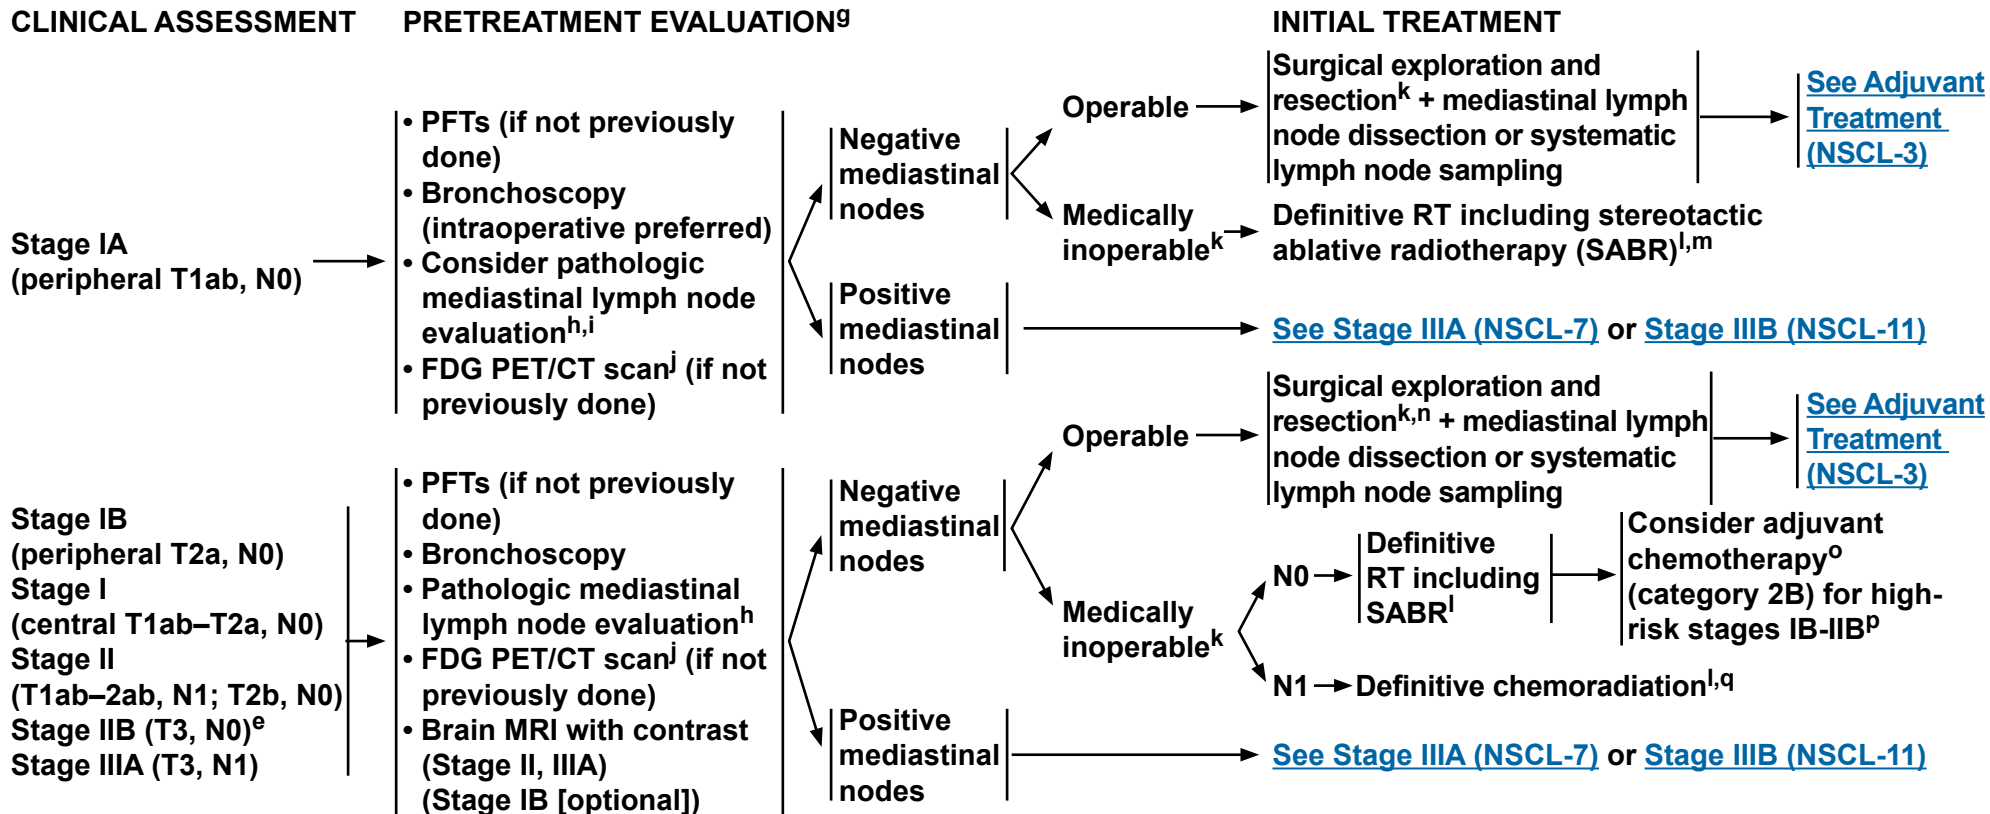 CLINICAL ASSESSMENT
PRETREATMENT EVALUATIONg
INITIAL TREATMENT
Stage IA
(peripheral T1ab, N0)
• PFTs (if not previously
done)
• Bronchoscopy
(intraoperative preferred)
• Consider pathologic
mediastinal lymph node
evaluationh,i
• FDG PET/CT scanj (if not
previously done)
Negative
mediastinal
nodes
Operable
Surgical exploration and
resectionk + mediastinal lymph
node dissection or systematic
lymph node sampling
See Adjuvant
Treatment
(NSCL-3)
Medically
inoperablek
Definitive RT including stereotactic
ablative radiotherapy (SABR)l,m
Positive
mediastinal
nodes
See Stage IIIA (NSCL-7) or Stage IIIB (NSCL-11)
Stage IB
(peripheral T2a, N0)
Stage I
(central T1ab–T2a, N0)
Stage II
(T1ab–2ab, N1; T2b, N0)
Stage IIB (T3, N0)e
Stage IIIA (T3, N1)
• PFTs (if not previously
done)
• Bronchoscopy
• Pathologic mediastinal
lymph node evaluationh
• FDG PET/CT scanj (if not
previously done)
• Brain MRI with contrast
(Stage II, IIIA)
(Stage IB [optional])
Negative
mediastinal
nodes
Operable
Surgical exploration and
resectionk,n + mediastinal lymph
node dissection or systematic
lymph node sampling
See Adjuvant
Treatment
(NSCL-3)
Medically
inoperablek
N0
Definitive
RT including
SABRl
Consider adjuvant
chemotherapyo
(category 2B) for high-
risk stages IB-IIBp
N1
Definitive chemoradiationl,q
Positive
mediastinal
nodes
See Stage IIIA (NSCL-7) or Stage IIIB (NSCL-11)